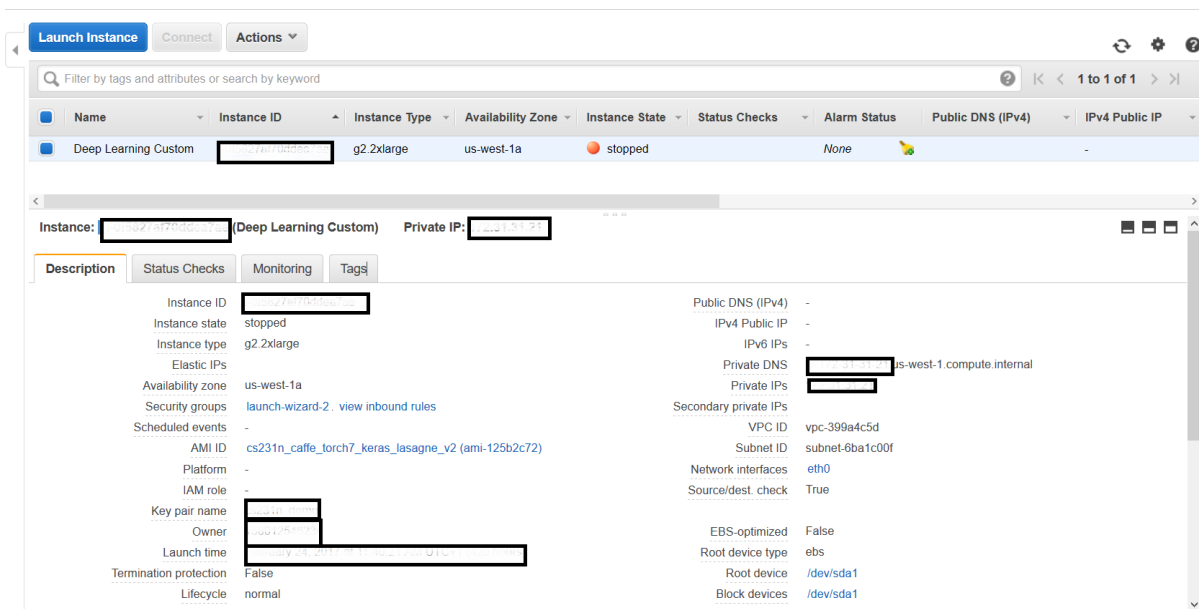 Launch Instance Connect Actions
Filter by tags and attributes or search by keyword 1 to 1 of 1
Name Instance ID Instance Type Availability Zone Instance State Status Checks Alarm Status Public DNS (IPv4) IPv4 Public IP
Deep Learning Custom g2.2xlarge us-west-1a stopped None -
Instance: (Deep Learning Custom) Private IP:
Description Status Checks Monitoring Tags
Instance ID Public DNS (IPv4) -
Instance state stopped IPv4 Public IP -
Instance type g2.2xlarge IPv6 IPs -
Elastic IPs Private DNS us-west-1.compute.internal
Availability zone us-west-1a Private IPs
Security groups launch-wizard-2. view inbound rules Secondary private IPs
Scheduled events - VPC ID vpc-399a4c5d
AMI ID cs231n_caffe_torch7_keras_lasagne_v2 (ami-125b2c72) Subnet ID subnet-6ba1c00f
Platform - Network interfaces eth0
IAM role - Source/dest. check True
Key pair name
Owner EBS-optimized False
Launch time Root device type ebs
Termination protection False Root device /dev/sda1
Lifecycle normal Block devices /dev/sda1